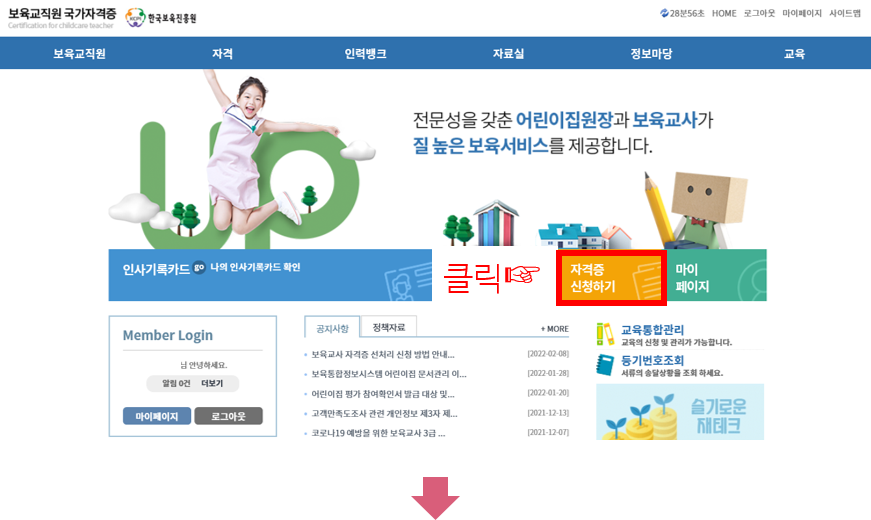 보육교직원 국가자격증
Certification for childcare teacher
KCPI 한국보육진흥원
28분56초 HOME 로그아웃 마이페이지 사이트맵
보육교직원 자격 인력뱅크 자료실 정보마당 교육
up
전문성을 갖춘 어린이집원장과 보육교사가
질 높은 보육서비스를 제공합니다.
인사기록카드 go 나의 인사기록카드 확인
클릭☞
자격증
신청하기
마이
페이지
Member Login
님 안녕하세요.
알림 0건 더보기
마이페이지 로그아웃
공지사항 정책자료 + MORE
보육교사 자격증 선처리 신청 방법 안내... [2022-02-08]
보육통합정보시스템 어린이집 문서관리 이... [2022-01-28]
어린이집 평가 참여확인서 발급 대상 및... [2022-01-20]
고객만족도조사 관련 개인정보 제3자 제... [2021-12-13]
코로나19 예방을 위한 보육교사 3급 ... [2021-12-07]
교육통합관리
교육의 신청 및 관리가 가능합니다.
등기번호조회
서류의 송달상황을 조회 하세요.
슬기로운
재테크